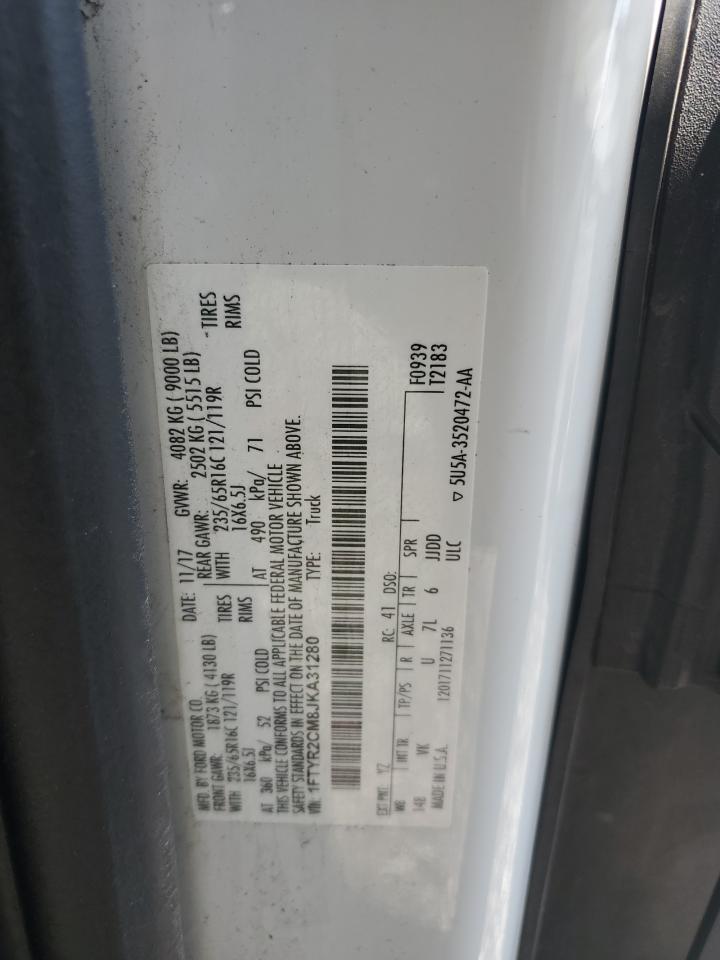 MFD. BY FORD MOTOR CO.
DATE: 11/17 GVWR: 4082 KG ( 9000 LB)
FRONT GAWR: 1873 KG ( 4130 LB) REAR GAWR: 2502 KG ( 5515 LB)
WITH 235/65R16C 121/119R TIRES WITH 235/65R16C 121/119R - TIRES
16X6.5J RIMS 16X6.5J RIMS
AT 360 kPa/ 52 PSI COLD AT 490 kPa/ 71 PSI COLD
THIS VEHICLE CONFORMS TO ALL APPLICABLE FEDERAL MOTOR VEHICLE
SAFETY STANDARDS IN EFFECT ON THE DATE OF MANUFACTURE SHOWN ABOVE.
VIN: 1FTYR2CM8JKA31280 TYPE: Truck
EXT PNT: YZ RC: 41 DSO: F0939
WB INT TR TP/PS R AXLE TR SPR T2183
148 VK U 7L 6 JJDD
MADE IN U.S.A. 1201711271136 ULC
▽ 5U5A-3520472-AA